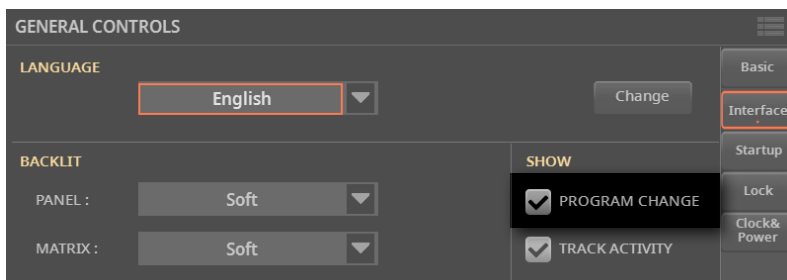 GENERAL CONTROLS
LANGUAGE
English
Change
BACKLIT
PANEL :
Soft
MATRIX :
Soft
SHOW
PROGRAM CHANGE
TRACK ACTIVITY
Basic
Interface
Startup
Lock
Clock&
Power